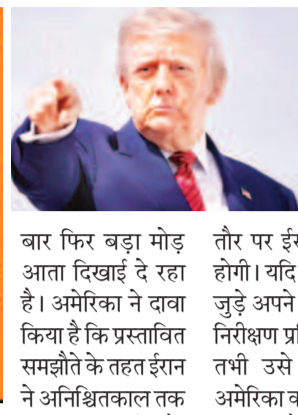 बार फिर बड़ा मोड़
आता दिखाई दे रहा
है। अमेरिका ने दावा
किया है कि प्रस्तावित
समझौते के तहत ईरान
ने अनिश्चितकाल तक
तौर पर
होगी। यदि
जुड़े अपने
निरीक्षण
तभी उसे
अमेरिका